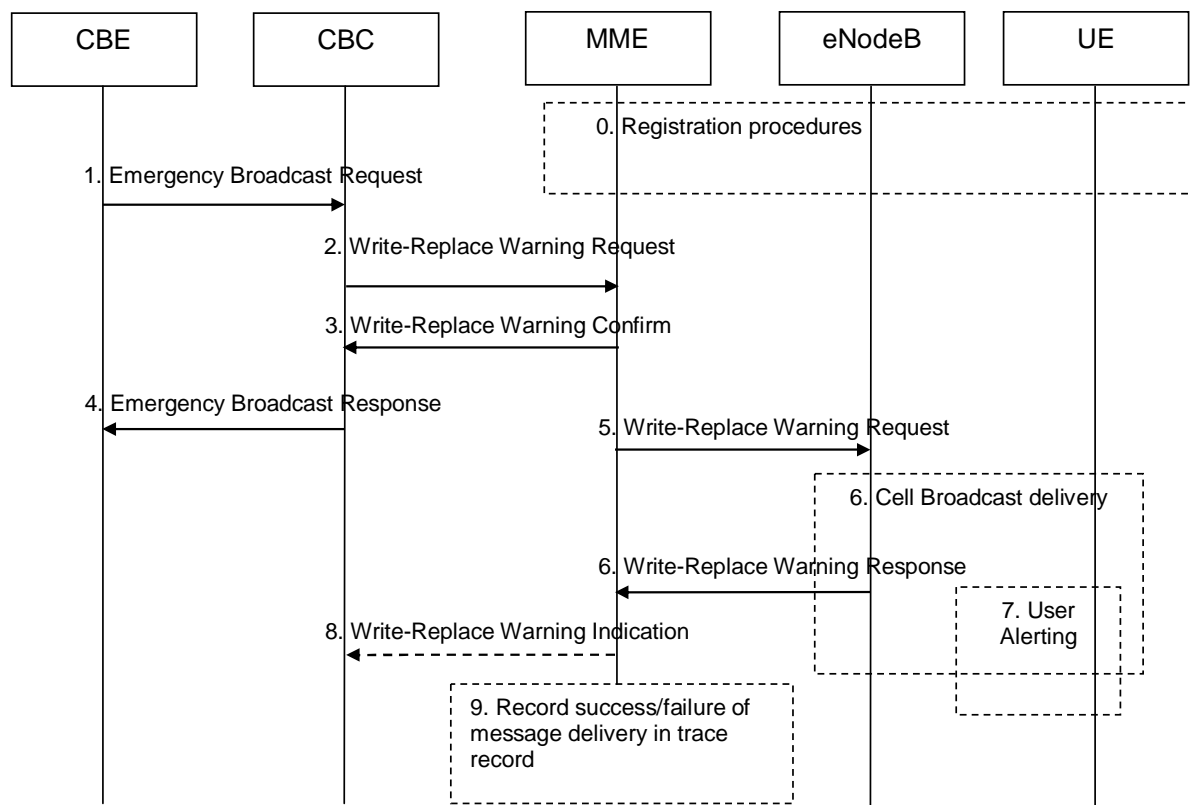 CBE
CBC
MME
eNodeB
UE
0. Registration procedures
1. Emergency Broadcast Request
2. Write-Replace Warning Request
3. Write-Replace Warning Confirm
4. Emergency Broadcast Response
5. Write-Replace Warning Request
6. Cell Broadcast delivery
6. Write-Replace Warning Response
7. User
Alerting
8. Write-Replace Warning Indication
9. Record success/failure of
message delivery in trace
record